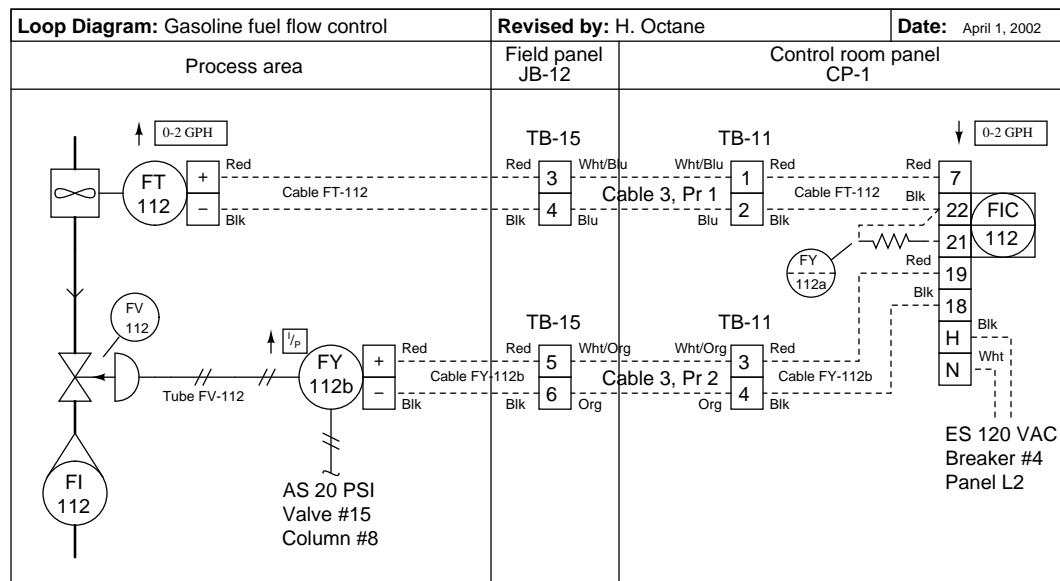 Loop Diagram: Gasoline fuel flow control
Revised by: H. Octane
Date: April 1, 2002
Process area
Field panel
JB-12
Control room panel
CP-1
0-2 GPH
TB-15
TB-11
0-2 GPH
FT
112
+
Red
Red
3
Wht/Blu
Wht/Blu
1
Red
Red
7
Cable FT-112
Cable 3, Pr 1
Cable FT-112
–
Blk
Blk
4
Blu
Blu
2
Blk
Blk
22
FIC
112
21
FY
112a
Red
19
Blk
18
FV
112
I/P
TB-15
TB-11
H
Blk
FY
112b
+
Red
Red
5
Wht/Org
Wht/Org
3
Red
Wht
N
Tube FV-112
Cable FY-112b
Cable 3, Pr 2
Cable FY-112b
–
Blk
Blk
6
Org
Org
4
Blk
ES 120 VAC
Breaker #4
Panel L2
FI
112
AS 20 PSI
Valve #15
Column #8